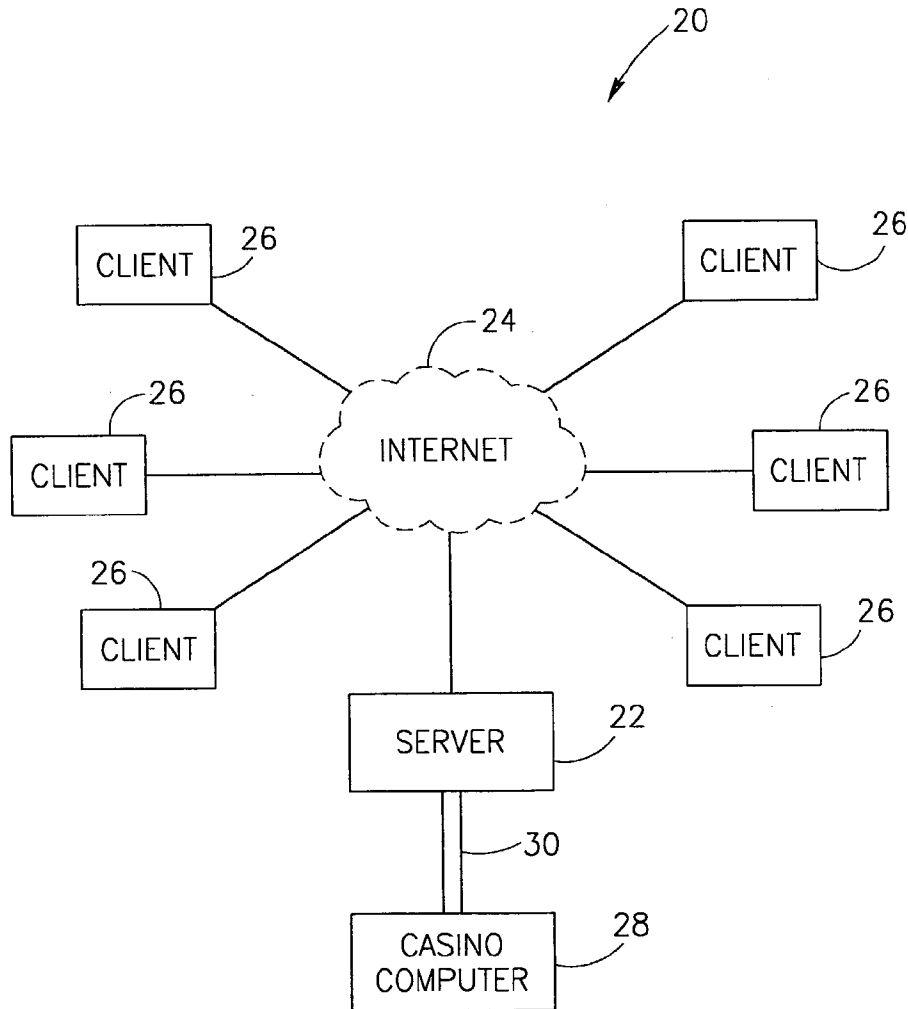 20
CLIENT
26
CLIENT
26
24
INTERNET
CLIENT
26
CLIENT
26
CLIENT
26
CLIENT
26
SERVER
22
30
CASINO
COMPUTER
28